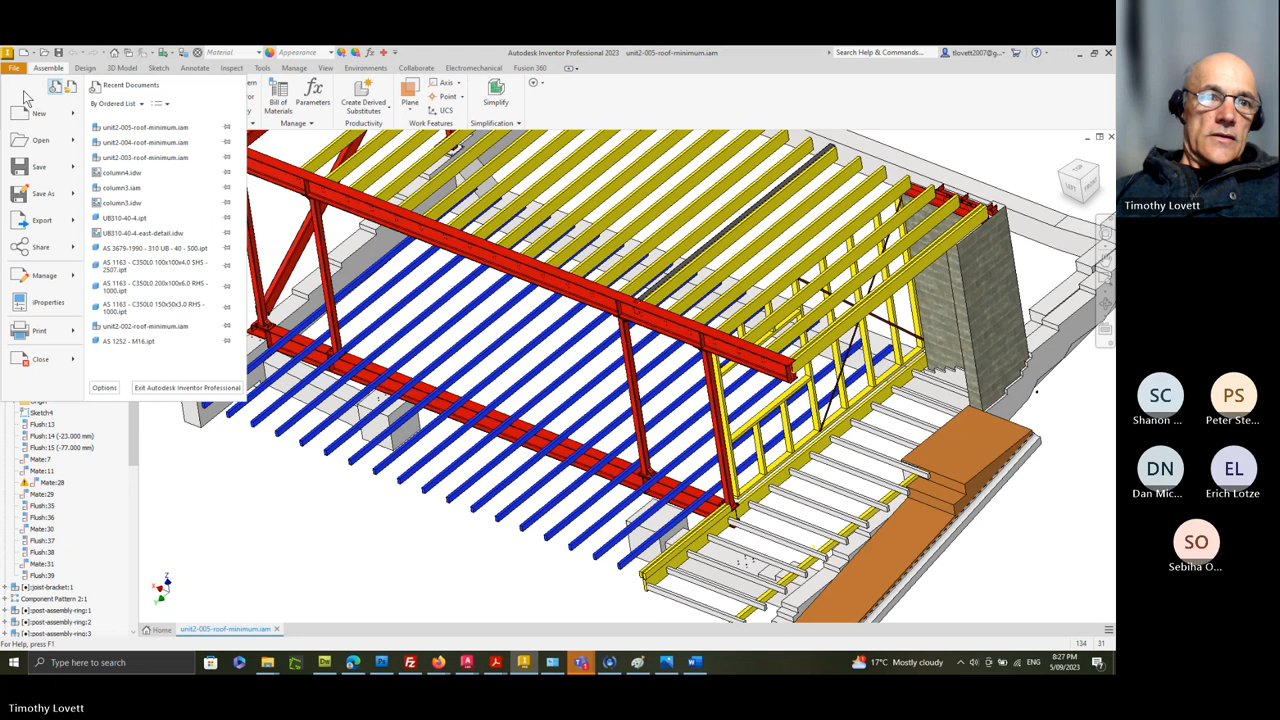 Material
Appearance
Autodesk Inventor Professional 2023 unit2-005-roof-minimum.iam
Search Help & Commands...
tlovett2007@g...
File Assemble Design 3D Model Sketch Annotate Inspect Tools Manage View Environments Collaborate Electromechanical Fusion 360
New
Open
Save
Save As
Export
Share
Manage
iProperties
Print
Close
Recent Documents
By Ordered List
unit2-005-roof-minimum.iam
unit2-004-roof-minimum.iam
unit2-003-roof-minimum.iam
column4.idw
column3.iam
column3.idw
UB310-40-4.ipt
UB310-40-4-east-detail.idw
AS 3679-1990 - 310 UB - 40 - 500.ipt
AS 1163 - C350L0 100x100x4.0 SHS -
2507.ipt
AS 1163 - C350L0 200x100x6.0 RHS -
1000.ipt
AS 1163 - C350L0 150x50x3.0 RHS -
1000.ipt
unit2-002-roof-minimum.iam
AS 1252 - M16.ipt
Options
Exit Autodesk Inventor Professional
Bill of
Materials
Parameters
Manage
Create Derived
Substitutes
Productivity
Plane
Axis
Point
UCS
Work Features
Simplify
Simplification
TOP
LEFT
FRONT
Sketch4
Flush:13
Flush:14 (-23.000 mm)
Flush:15 (-77.000 mm)
Mate:7
Mate:11
Mate:28
Mate:29
Flush:35
Flush:36
Mate:30
Flush:37
Flush:38
Mate:31
Flush:39
[●]:joist-bracket:1
Component Pattern 2:1
[●]:post-assembly-ring:1
[●]:post-assembly-ring:2
[●]:post-assembly-ring:3
X
Y
Z
Home
unit2-005-roof-minimum.iam
For Help, press F1
134 31
Type here to search
17°C Mostly cloudy
ENG
8:27 PM
5/09/2023
Timothy Lovett
SC
Shanon ...
PS
Peter Ste...
DN
Dan Mic...
EL
Erich Lotze
SO
Sebiha O...
Timothy Lovett